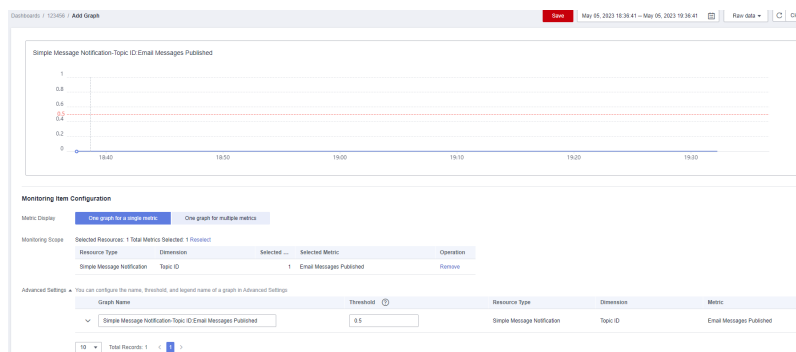 Dashboards / 123456 / Add Graph
Save
May 05, 2023 18:36:41 – May 05, 2023 19:36:41
Raw data
Simple Message Notification-Topic ID:Email Messages Published
1
0.8
0.6
0.5
0.4
0.2
0
18:40 18:50 19:00 19:10 19:20 19:30
Monitoring Item Configuration
Metric Display One graph for a single metric One graph for multiple metrics
Monitoring Scope Selected Resources: 1 Total Metrics Selected: 1 Reselect
Resource Type Dimension Selected ... Selected Metric Operation
Simple Message Notification Topic ID 1 Email Messages Published Remove
Advanced Settings You can configure the name, threshold, and legend name of a graph in Advanced Settings.
Graph Name Threshold Resource Type Dimension Metric
Simple Message Notification-Topic ID:Email Messages Published 0.5 Simple Message Notification Topic ID Email Messages Published
10 Total Records: 1 < 1 >